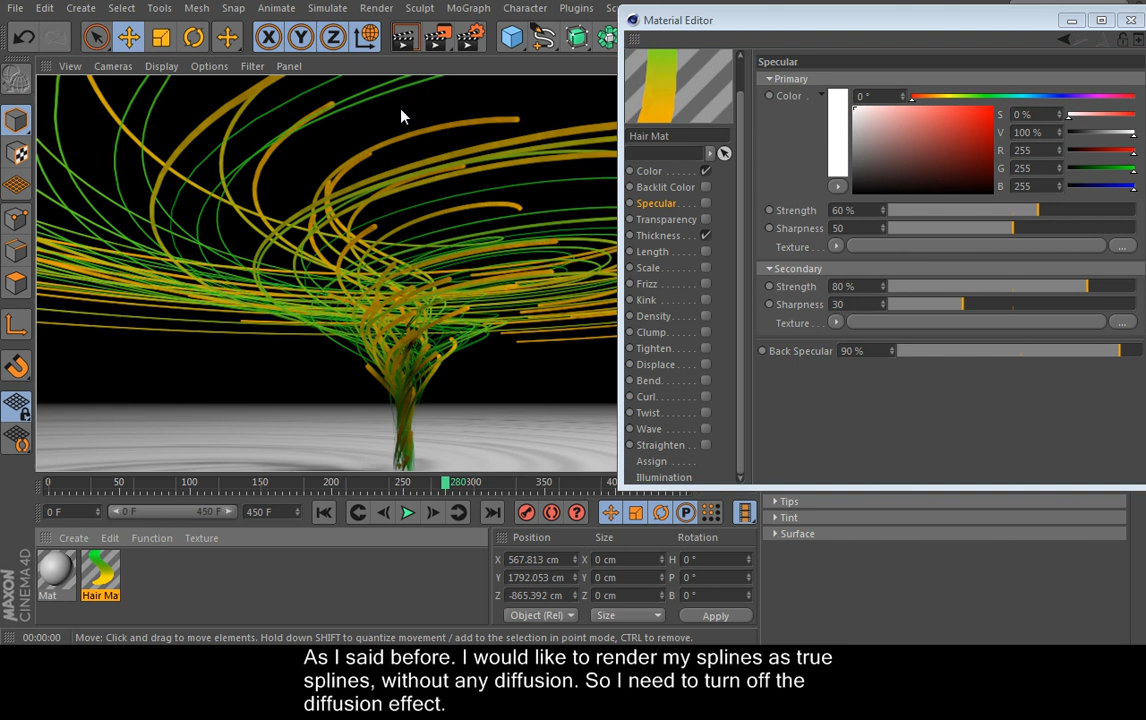 File Edit Create Select Tools Mesh Snap Animate Simulate Render Sculpt MoGraph Character Plugins
Material Editor
View Cameras Display Options Filter Panel
Specular
Primary
Color . 0 °
S 0 %
V 100 %
R 255
G 255
B 255
Strength 60 %
Sharpness 50
Texture . . . ...
Secondary
Strength 80 %
Sharpness 30
Texture . . . ...
Back Specular 90 %
Hair Mat
Color
Backlit Color
Specular
Transparency
Thickness
Length
Scale
Frizz
Kink
Density
Clump
Tighten
Displace
Bend
Curl
Twist
Wave
Straighten
Assign
Illumination
0 50 100 150 200 250 280 300 350
0 F 0 F 450 F 450 F
Tips
Tint
Surface
Create Edit Function Texture
Mat Hair Ma
Position Size Rotation
X 567.813 cm X 0 cm H 0 °
Y 1792.053 cm Y 0 cm P 0 °
Z -865.392 cm Z 0 cm B 0 °
Object (Rel) Size Apply
MAXON CINEMA 4D
00:00:00 Move: Click and drag to move elements. Hold down SHIFT to quantize movement / add to the selection in point mode, CTRL to remove.
As I said before. I would like to render my splines as true
splines, without any diffusion. So I need to turn off the
diffusion effect.